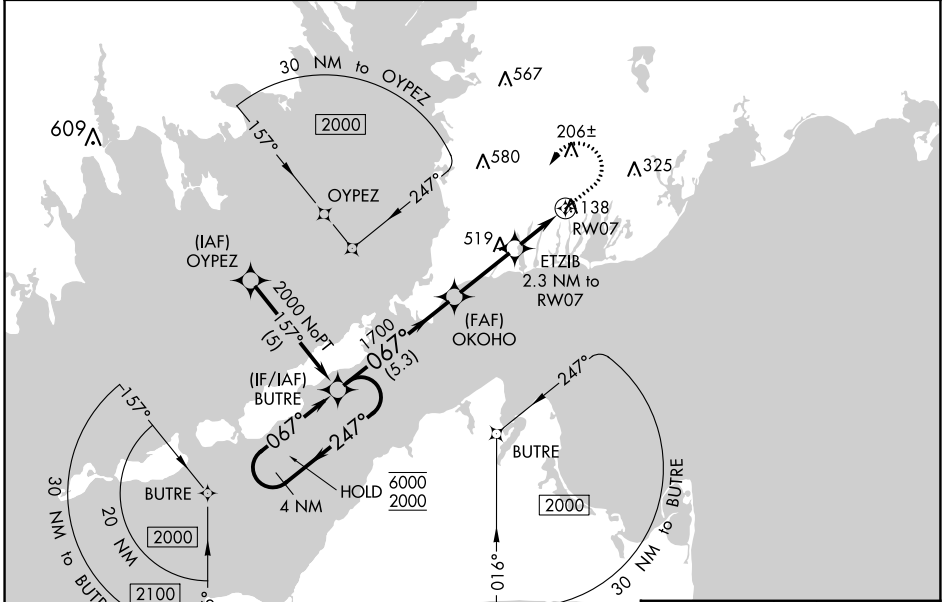 30 NM to OYPEZ
567
609
2000
206±
157°
580
325
247°
OYPEZ
138
RW07
519
(IAF)
OYPEZ
ETZIB
2.3 NM to
RW07
2000 NoPT
157°
(5)
(FAF)
OKOHO
1700
067°
(5.3)
(IF/IAF)
BUTRE
247°
157°
067°
247°
BUTRE
HOLD
6000
2000
4 NM
BUTRE
30 NM to BUTRE
20 NM
2000
2000
30 NM to BUTRE
016°
2100